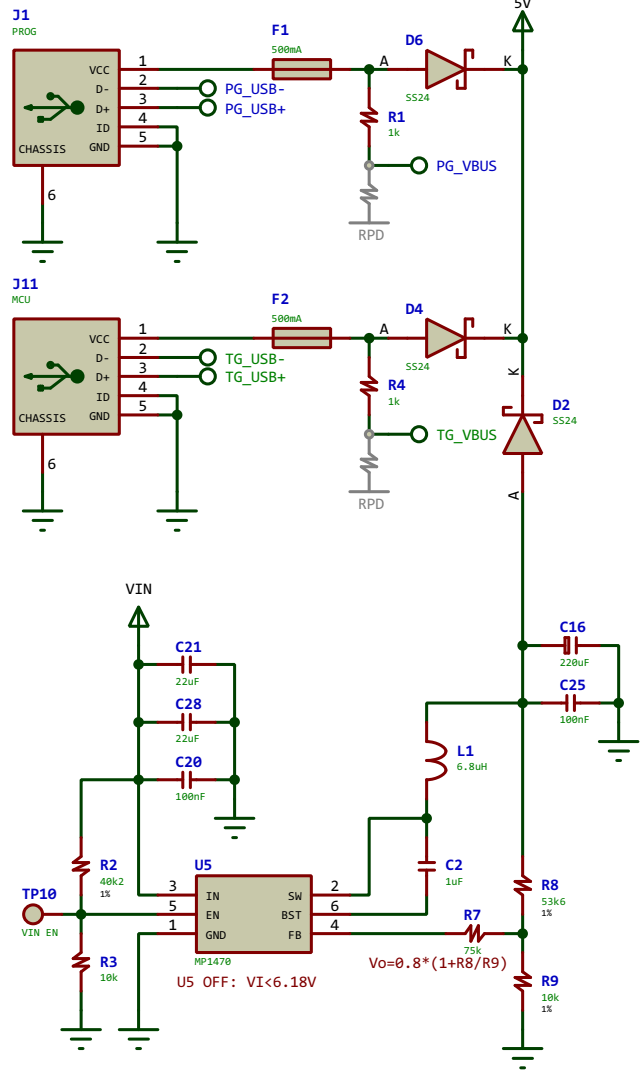 5V
J1
PROG
VCC 1
D- 2
D+ 3
ID 4
GND 5
CHASSIS
6
PG_USB-
PG_USB+
F1
500mA
A
D6
K
SS24
R1
1k
PG_VBUS
RPD
J11
MCU
VCC 1
D- 2
D+ 3
ID 4
GND 5
CHASSIS
6
TG_USB-
TG_USB+
F2
500mA
A
D4
K
SS24
R4
1k
TG_VBUS
RPD
K
D2
SS24
A
VIN
C21
22uF
C28
22uF
C20
100nF
C16
220uF
C25
100nF
L1
6.8uH
C2
1uF
R2
40k2
1%
TP10
VIN EN
R3
10k
U5
3 IN SW 2
5 EN BST 6
1 GND FB 4
MP1470
U5 OFF: VI<6.18V
R7
75k
Vo=0.8*(1+R8/R9)
R8
53k6
1%
R9
10k
1%